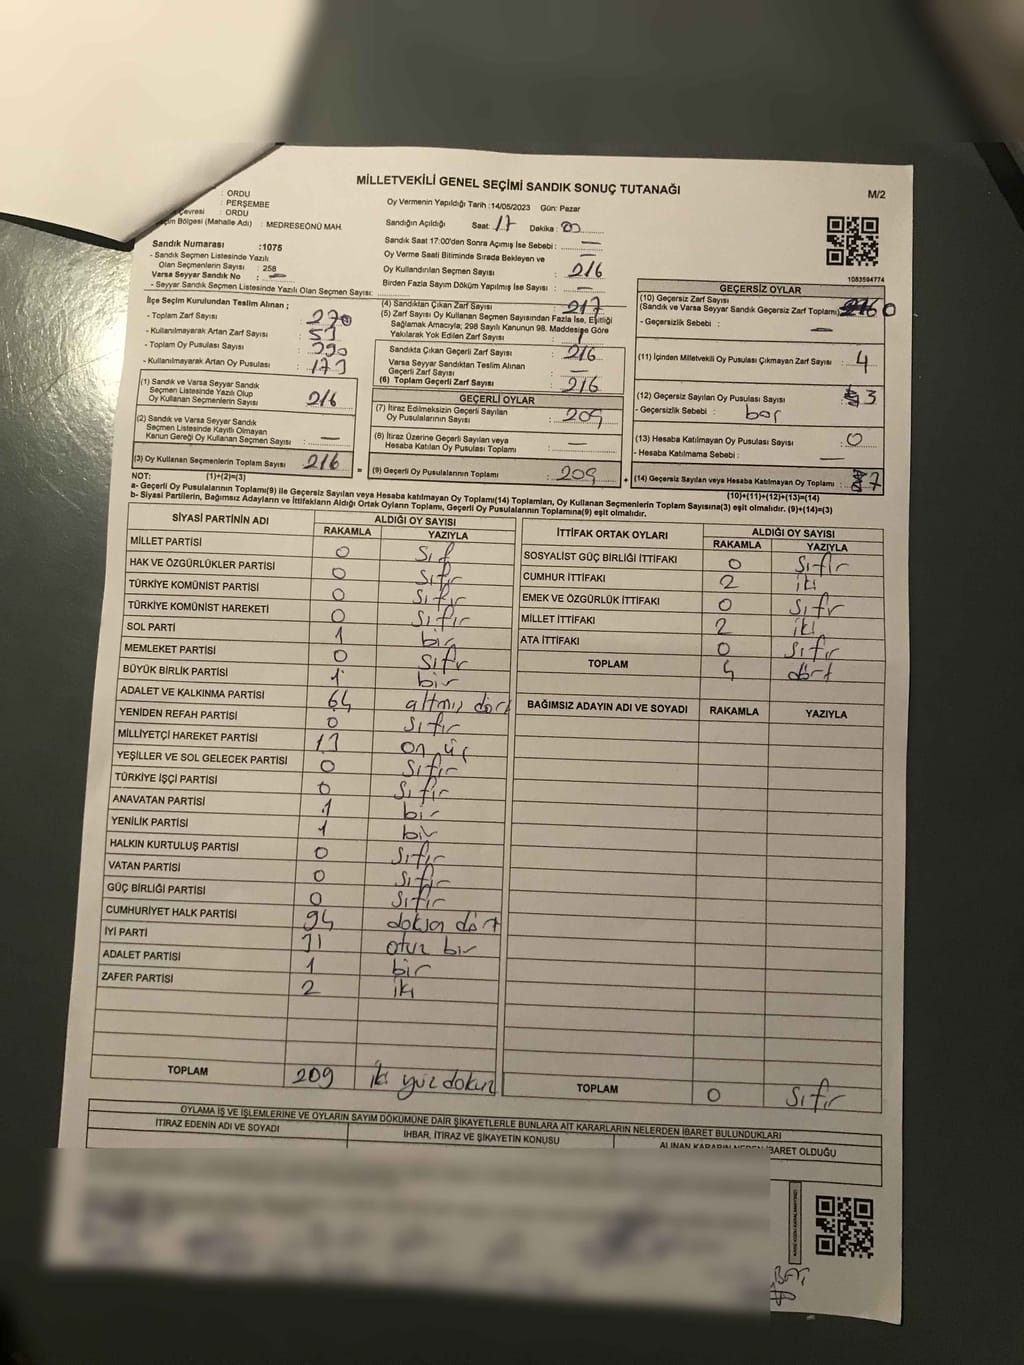 MİLLETVEKİLİ GENEL SEÇİMİ SANDIK SONUÇ TUTANAĞI
M/2
: ORDU
: PERŞEMBE
çevresi : ORDU
çim Bölgesi (Mahalle Adı) : MEDRESEÖNÜ MAH.
Oy Vermenin Yapıldığı Tarih :14/05/2023 Gün: Pazar
Sandığın Açıldığı Saat: 17 Dakika : 00
Sandık Saat 17:00'den Sonra Açımış İse Sebebi : —
Oy Verme Saati Bitiminde Sırada Bekleyen ve
Oy Kullandırılan Seçmen Sayısı : 216
Birden Fazla Sayım Döküm Yapılmış İse Sayısı : —
Sandık Numarası :1075
- Sandık Seçmen Listesinde Yazılı
Olan Seçmenlerin Sayısı : 258
Varsa Seyyar Sandık No : —
- Seyyar Sandık Seçmen Listesinde Yazılı Olan Seçmen Sayısı:
1083594774
İlçe Seçim Kurulundan Teslim Alınan ;
- Toplam Zarf Sayısı : 270
- Kullanılmayarak Artan Zarf Sayısı : 53
- Toplam Oy Pusulası Sayısı : 390
- Kullanılmayarak Artan Oy Pusulası : 173
(1) Sandık ve Varsa Seyyar Sandık
Seçmen Listesinde Yazılı Olup
Oy Kullanan Seçmenlerin Sayısı : 216
(2) Sandık ve Varsa Seyyar Sandık
Seçmen Listesinde Kayıtlı Olmayan
Kanun Gereği Oy Kullanan Seçmen Sayısı : —
(3) Oy Kullanan Seçmenlerin Toplam Sayısı : 216
(4) Sandıktan Çıkan Zarf Sayısı : 217
(5) Zarf Sayısı Oy Kullanan Seçmen Sayısından Fazla İse, Eşitliği
Sağlamak Amacıyla; 298 Sayılı Kanunun 98. Maddesine Göre
Yakılarak Yok Edilen Zarf Sayısı : 1
Sandıkta Çıkan Geçerli Zarf Sayısı : 216
Varsa Seyyar Sandıktan Teslim Alınan
Geçerli Zarf Sayısı : —
(6) Toplam Geçerli Zarf Sayısı : 216
GEÇERLİ OYLAR
(7) İtiraz Edilmeksizin Geçerli Sayılan
Oy Pusulalarının Sayısı : 209
(8) İtiraz Üzerine Geçerli Sayılan veya
Hesaba Katılan Oy Pusulası Toplamı : —
= (9) Geçerli Oy Pusulalarının Toplamı : 209 +
GEÇERSİZ OYLAR
(10) Geçersiz Zarf Sayısı
(Sandık ve Varsa Seyyar Sandık Geçersiz Zarf Toplamı) : 0
- Geçersizlik Sebebi : —
(11) İçinden Milletvekili Oy Pusulası Çıkmayan Zarf Sayısı : 4
(12) Geçersiz Sayılan Oy Pusulası Sayısı : 3
- Geçersizlik Sebebi : boş
(13) Hesaba Katılmayan Oy Pusulası Sayısı : 0
- Hesaba Katılmama Sebebi : —
(14) Geçersiz Sayılan veya Hesaba Katılmayan Oy Toplamı : 7
NOT: (1)+(2)=(3)
(10)+(11)+(12)+(13)=(14)
a- Geçerli Oy Pusulalarının Toplamı(9) ile Geçersiz Sayılan veya Hesaba katılmayan Oy Toplamı(14) Toplamları, Oy Kullanan Seçmenlerin Toplam Sayısına(3) eşit olmalıdır. (9)+(14)=(3)
b- Siyasi Partilerin, Bağımsız Adayların ve İttifakların Aldığı Ortak Oyların Toplamı, Geçerli Oy Pusulalarının Toplamına(9) eşit olmalıdır.
SİYASİ PARTİNİN ADI ALDIĞI OY SAYISI
RAKAMLA YAZIYLA
MİLLET PARTİSİ 0 sıf
HAK VE ÖZGÜRLÜKLER PARTİSİ 0 sıfır
TÜRKİYE KOMÜNİST PARTİSİ 0 sıfır
TÜRKİYE KOMÜNİST HAREKETİ 0 sıfır
SOL PARTİ 1 bir
MEMLEKET PARTİSİ 0 sıfır
BÜYÜK BİRLİK PARTİSİ 1 bir
ADALET VE KALKINMA PARTİSİ 64 altmış dört
YENİDEN REFAH PARTİSİ 0 sıfır
MİLLİYETÇİ HAREKET PARTİSİ 13 on üç
YEŞİLLER VE SOL GELECEK PARTİSİ 0 sıfır
TÜRKİYE İŞÇİ PARTİSİ 0 sıfır
ANAVATAN PARTİSİ 1 bir
YENİLİK PARTİSİ 1 bir
HALKIN KURTULUŞ PARTİSİ 0 sıfır
VATAN PARTİSİ 0 sıfır
GÜÇ BİRLİĞİ PARTİSİ 0 sıfır
CUMHURİYET HALK PARTİSİ 94 doksan dört
İYİ PARTİ 31 otuz bir
ADALET PARTİSİ 1 bir
ZAFER PARTİSİ 2 iki
TOPLAM 209 iki yüz dokuz
İTTİFAK ORTAK OYLARI ALDIĞI OY SAYISI
RAKAMLA YAZIYLA
SOSYALİST GÜÇ BİRLİĞİ İTTİFAKI 0 sıfır
CUMHUR İTTİFAKI 2 iki
EMEK VE ÖZGÜRLÜK İTTİFAKI 0 sıfır
MİLLET İTTİFAKI 2 iki
ATA İTTİFAKI 0 sıfır
TOPLAM 4 dört
BAĞIMSIZ ADAYIN ADI VE SOYADI RAKAMLA YAZIYLA
TOPLAM 0 sıfır
OYLAMA İŞ VE İŞLEMLERİNE VE OYLARIN SAYIM DÖKÜMÜNE DAİR ŞİKAYETLERLE BUNLARA AİT KARARLARIN NELERDEN İBARET BULUNDUKLARI
İTİRAZ EDENİN ADI VE SOYADI
İHBAR, İTİRAZ VE ŞİKAYETİN KONUSU
ALINAN KARARIN NEDEN İBARET OLDUĞU